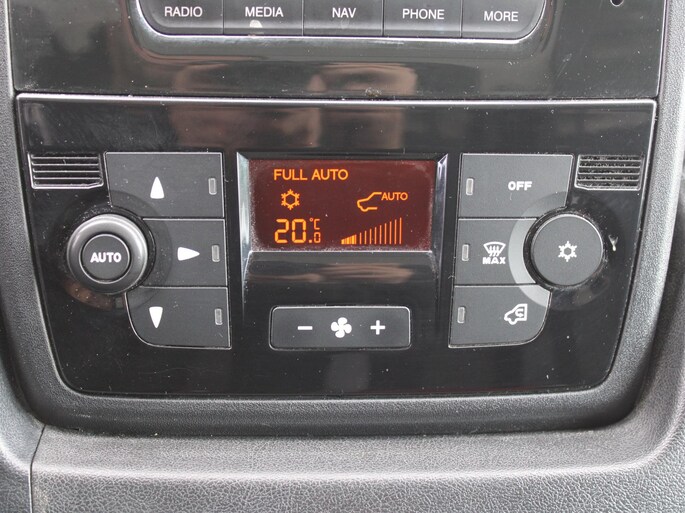 RADIO MEDIA NAV PHONE MORE
FULL AUTO
AUTO
20.0 °C
OFF
AUTO
MAX
− +